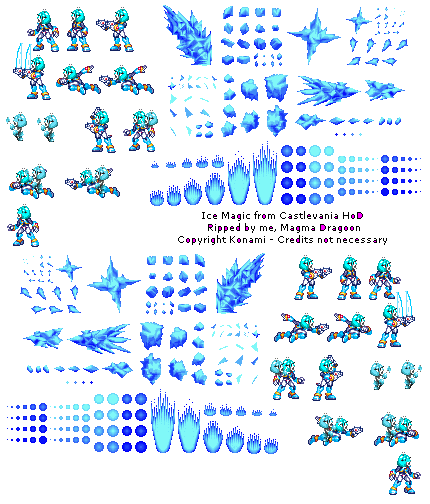 Ice Magic from Castlevania HoD
Ripped by me, Magma Dragoon
Copyright Konami - Credits not necessary